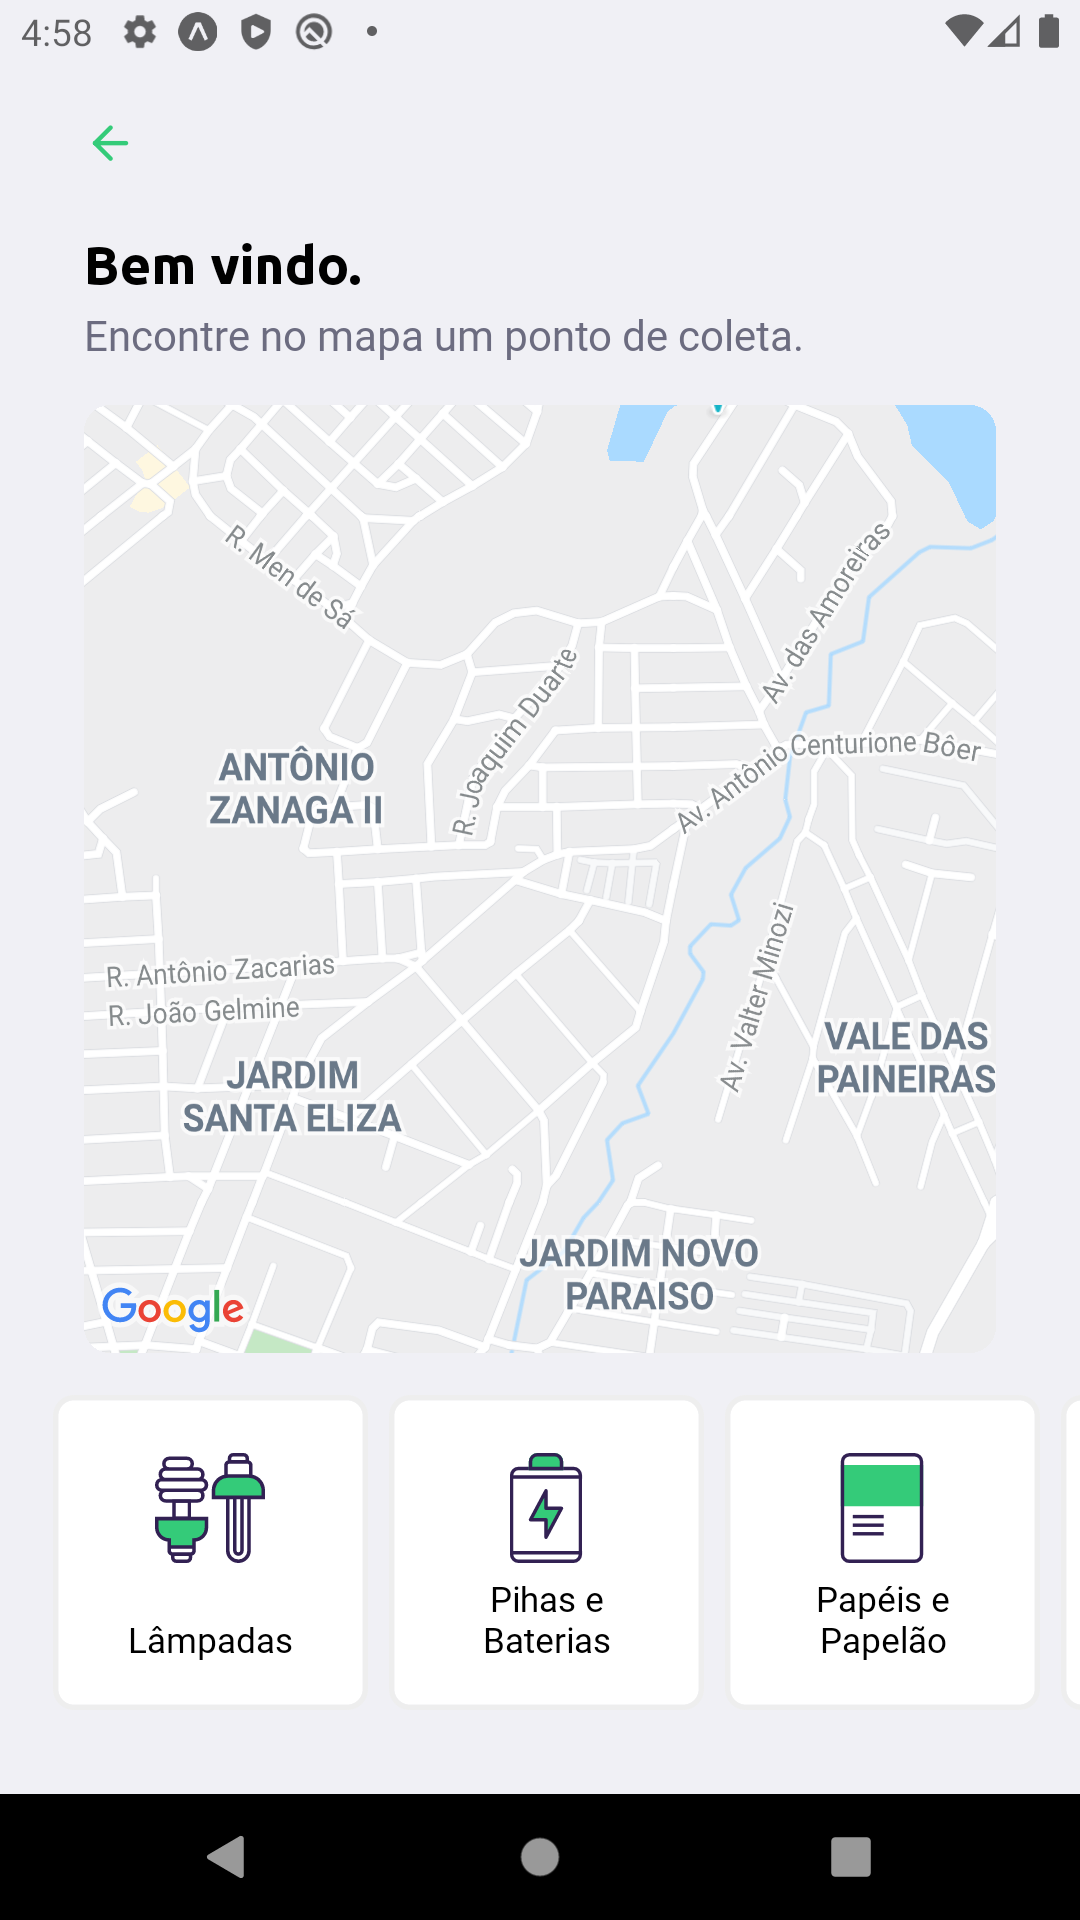 4:58
Bem vindo.
Encontre no mapa um ponto de coleta.
R. Men de Sá
Av. das Amoreiras
R. Joaquim Duarte
Av. Antônio Centurione Bôer
ANTÔNIO
ZANAGA II
Av. Valter Minozi
R. Antônio Zacarias
R. João Gelmine
VALE DAS
PAINEIRAS
JARDIM
SANTA ELIZA
JARDIM NOVO
PARAISO
Google
Lâmpadas
Pihas e
Baterias
Papéis e
Papelão